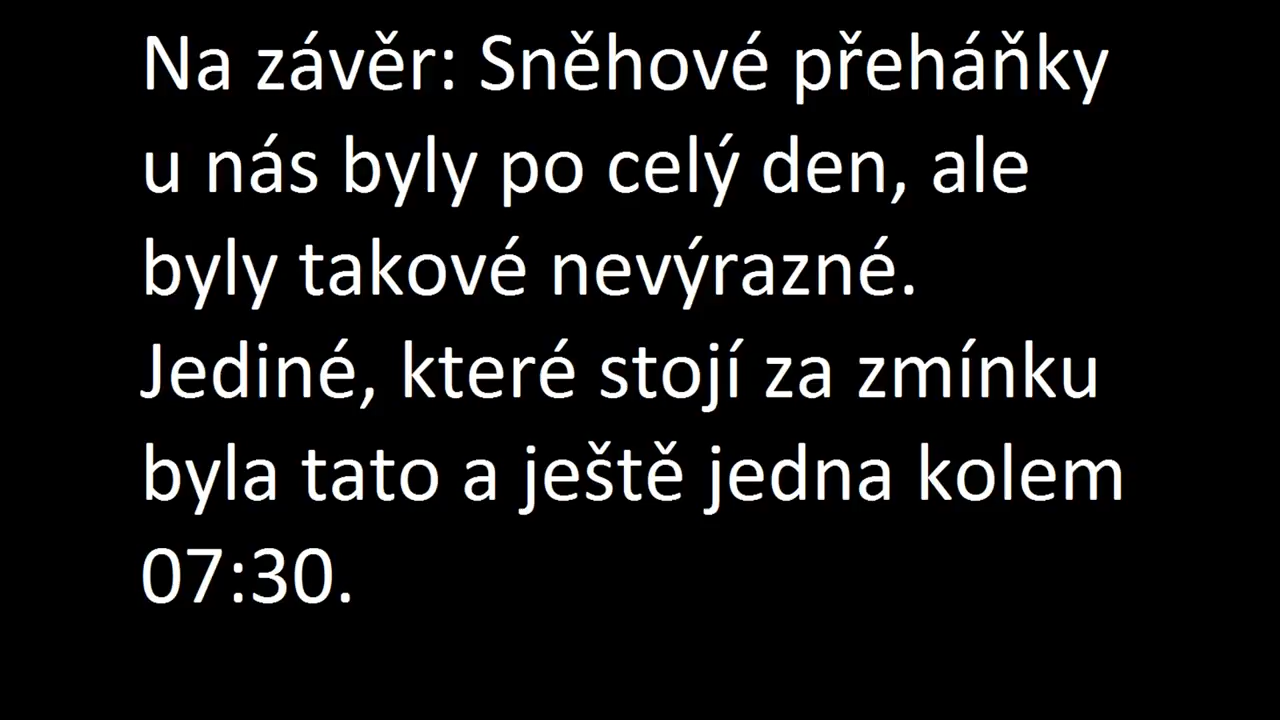 Na závěr: Sněhové přeháňky
u nás byly po celý den, ale
byly takové nevýrazné.
Jediné, které stojí za zmínku
byla tato a ještě jedna kolem
07:30.